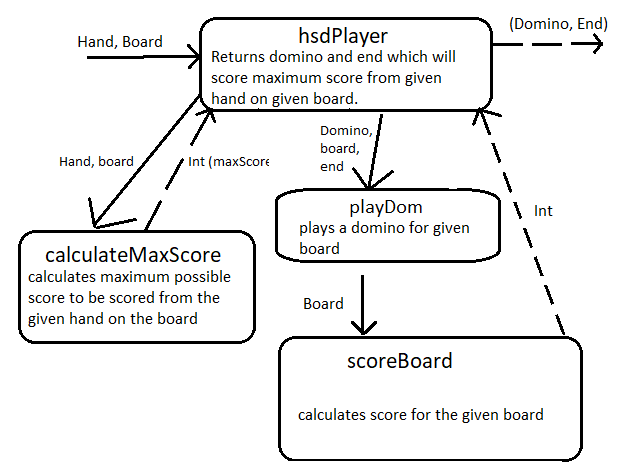 Hand, Board
hsdPlayer
Returns domino and end which will
score maximum score from given
hand on given board.
(Domino, End)
Hand, board
Int (maxScore
Domino,
board,
end
playDom
plays a domino for given
board
Int
calculateMaxScore
calculates maximum possible
score to be scored from the
given hand on the board
Board
scoreBoard
calculates score for the given board